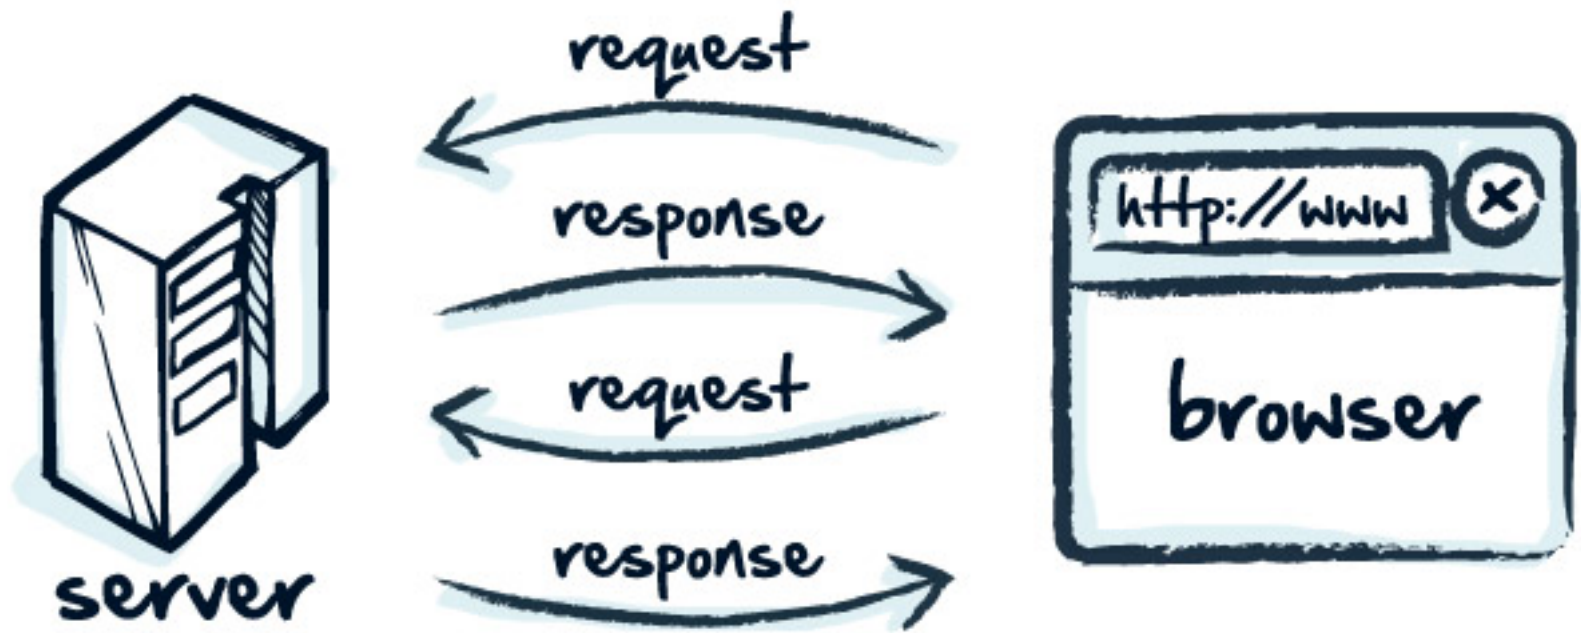 request
response
request
response
server
http://www
browser